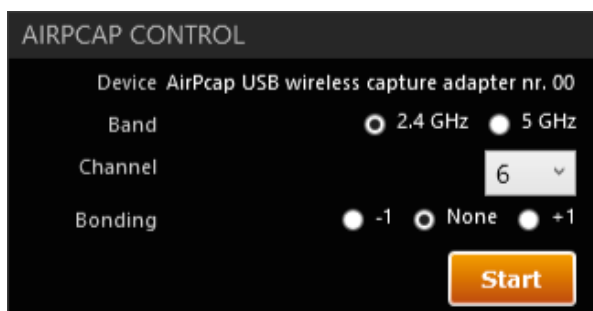 AIRPCAP CONTROL
Device AirPcap USB wireless capture adapter nr. 00
Band 2.4 GHz 5 GHz
Channel 6
Bonding -1 None +1
Start